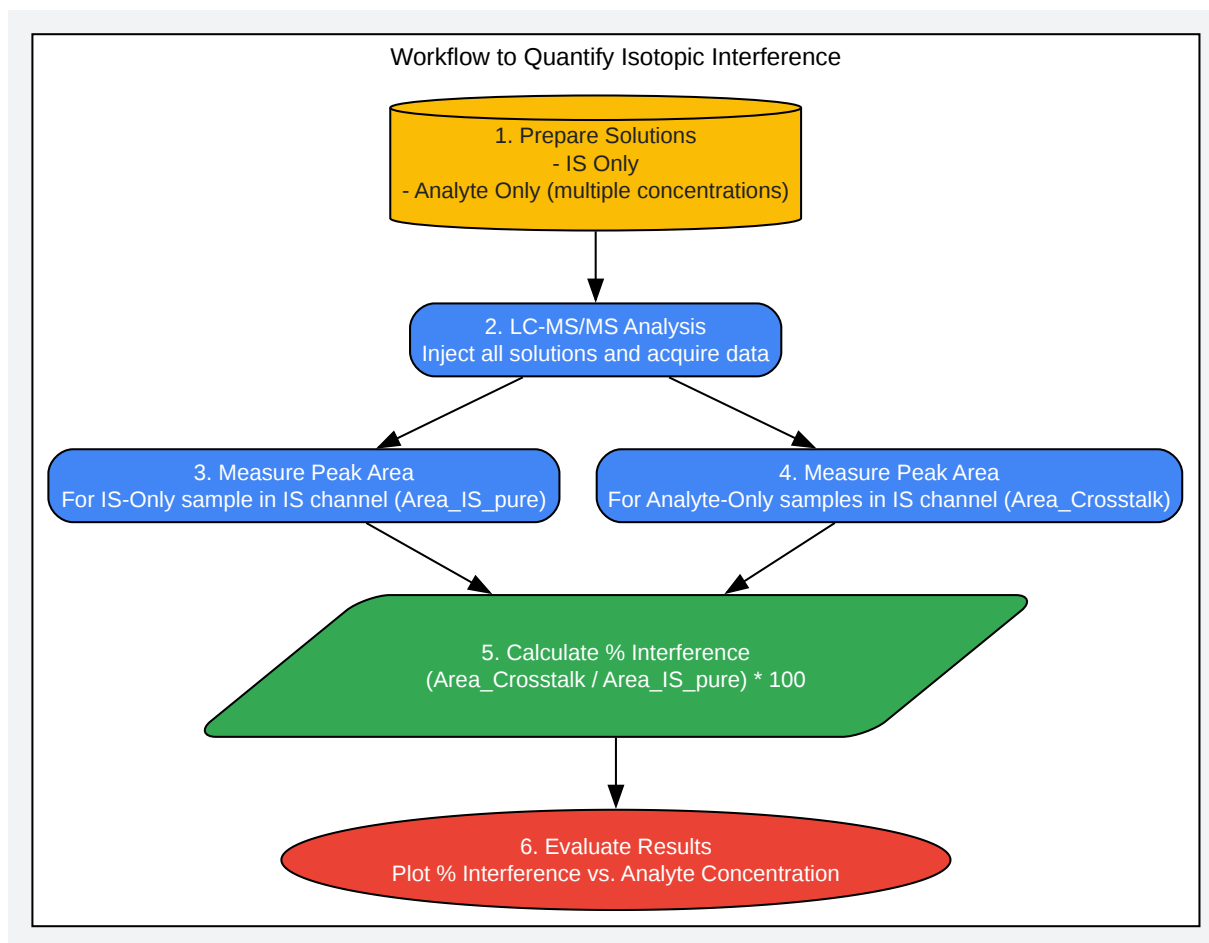 Workflow to Quantify Isotopic Interference
1. Prepare Solutions
- IS Only
- Analyte Only (multiple concentrations)
2. LC-MS/MS Analysis
Inject all solutions and acquire data
3. Measure Peak Area
For IS-Only sample in IS channel (Area_IS_pure)
4. Measure Peak Area
For Analyte-Only samples in IS channel (Area_Crosstalk)
5. Calculate % Interference
(Area_Crosstalk / Area_IS_pure) * 100
6. Evaluate Results
Plot % Interference vs. Analyte Concentration